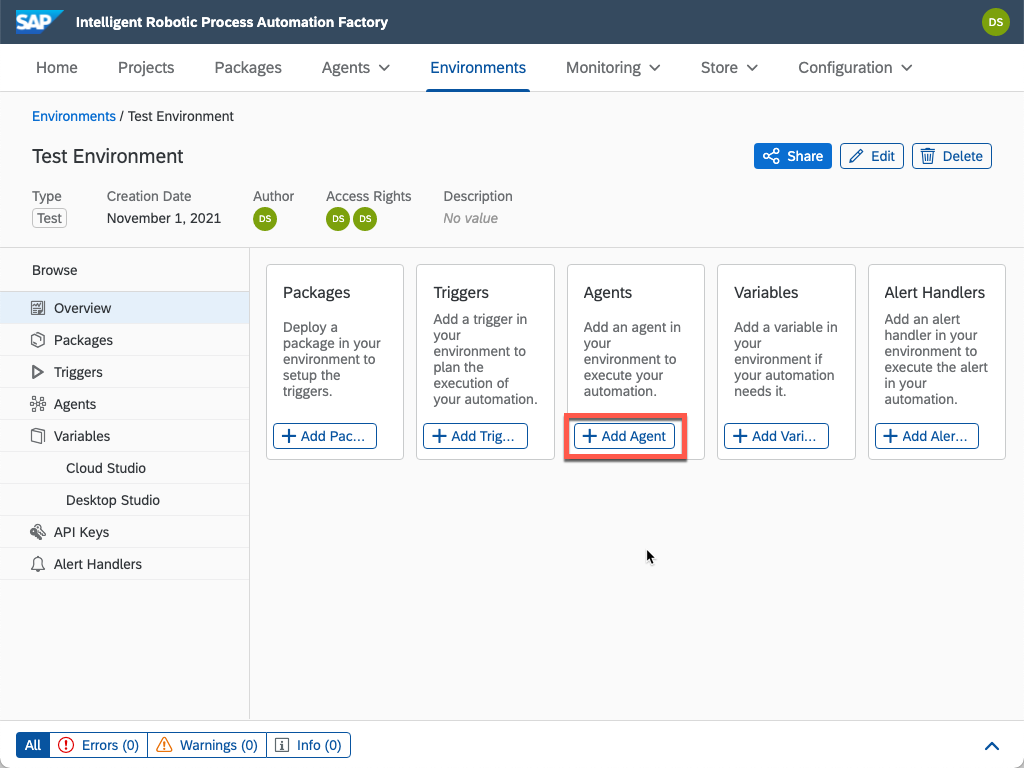 SAP Intelligent Robotic Process Automation Factory DS
Home Projects Packages Agents Environments Monitoring Store Configuration
Environments / Test Environment
Test Environment
Share Edit Delete
Type Creation Date Author Access Rights Description
Test November 1, 2021 DS DS DS No value
Browse
Overview
Packages
Triggers
Agents
Variables
Cloud Studio
Desktop Studio
API Keys
Alert Handlers
Packages
Deploy a
package in your
environment to
setup the
triggers.
Add Pac...
Triggers
Add a trigger in
your
environment to
plan the
execution of
your automation.
Add Trig...
Agents
Add an agent in
your
environment to
execute your
automation.
Add Agent
Variables
Add a variable in
your
environment if
your automation
needs it.
Add Vari...
Alert Handlers
Add an alert
handler in your
environment to
execute the alert
in your
automation.
Add Aler...
All Errors (0) Warnings (0) Info (0)